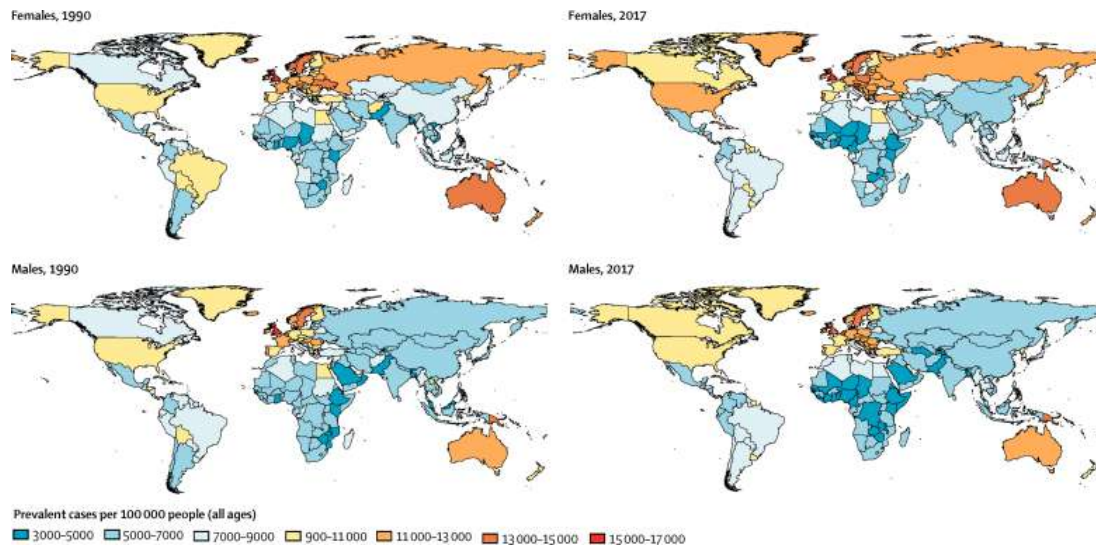 Females, 1990
Females, 2017
Males, 1990
Males, 2017
Prevalent cases per 100 000 people (all ages)
3000–5000 5000–7000 7000–9000 900–11 000 11 000–13 000 13 000–15 000 15 000–17 000